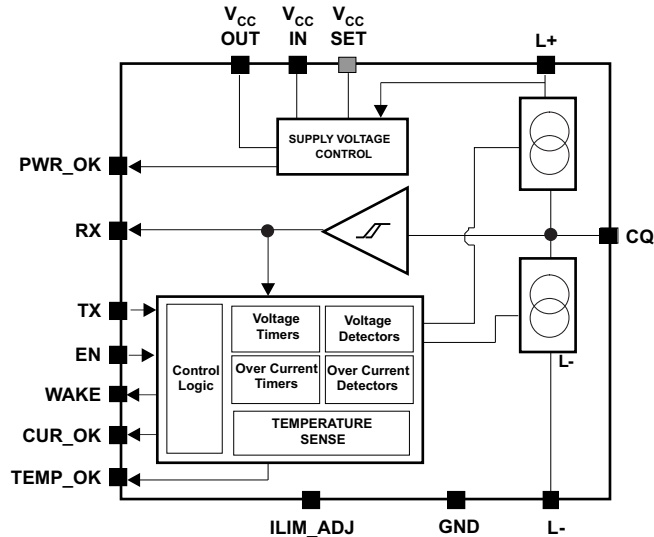 VCC OUT
VCC IN
VCC SET
L+
SUPPLY VOLTAGE
CONTROL
PWR_OK
RX
CQ
TX
EN
WAKE
CUR_OK
TEMP_OK
Control
Logic
Voltage
Timers
Voltage
Detectors
Over Current
Timers
Over Current
Detectors
TEMPERATURE
SENSE
L-
ILIM_ADJ
GND
L-